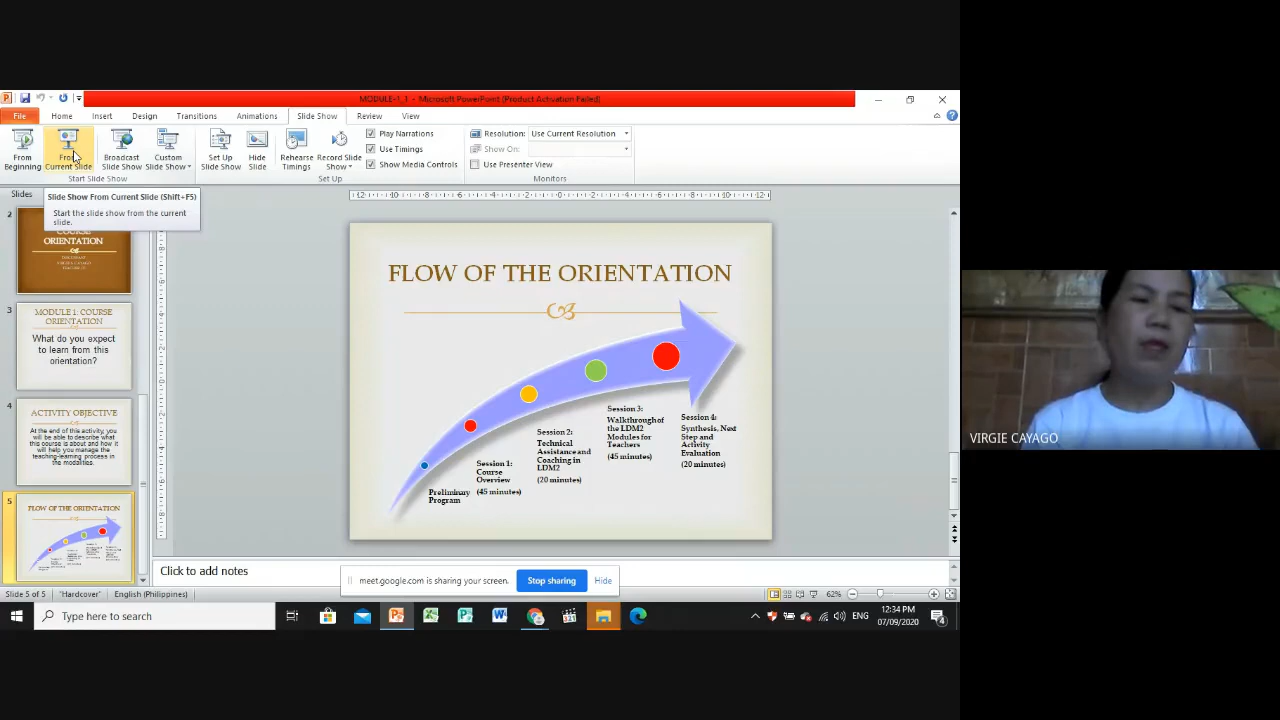 MODULE-1_1 - Microsoft PowerPoint (Product Activation Failed)
File Home Insert Design Transitions Animations Slide Show Review View
From Beginning
From Current Slide
Broadcast Slide Show
Custom Slide Show
Set Up Slide Show
Hide Slide
Rehearse Timings
Record Slide Show
Play Narrations
Use Timings
Show Media Controls
Resolution: Use Current Resolution
Show On:
Use Presenter View
Start Slide Show
Set Up
Monitors
Slides
Slide Show From Current Slide (Shift+F5)
Start the slide show from the current
slide.
2
COURSE
ORIENTATION
3
MODULE 1: COURSE
ORIENTATION
What do you expect
to learn from this
orientation?
4
ACTIVITY OBJECTIVE
At the end of this activity, you
will be able to describe what
this course is about and how it
will help you manage the
teaching-learning process in
the modalities.
5
FLOW OF THE ORIENTATION
FLOW OF THE ORIENTATION
Preliminary
Program
Session 1:
Course
Overview
(45 minutes)
Session 2:
Technical
Assistance and
Coaching in
LDM2
(20 minutes)
Session 3:
Walkthroughof
the LDM2
Modules for
Teachers
(45 minutes)
Session 4:
Synthesis, Next
Step and
Activity
Evaluation
(20 minutes)
Click to add notes
meet.google.com is sharing your screen. Stop sharing Hide
Slide 5 of 5 "Hardcover" English (Philippines) 62%
Type here to search
ENG
12:34 PM
07/09/2020
4
VIRGIE CAYAGO